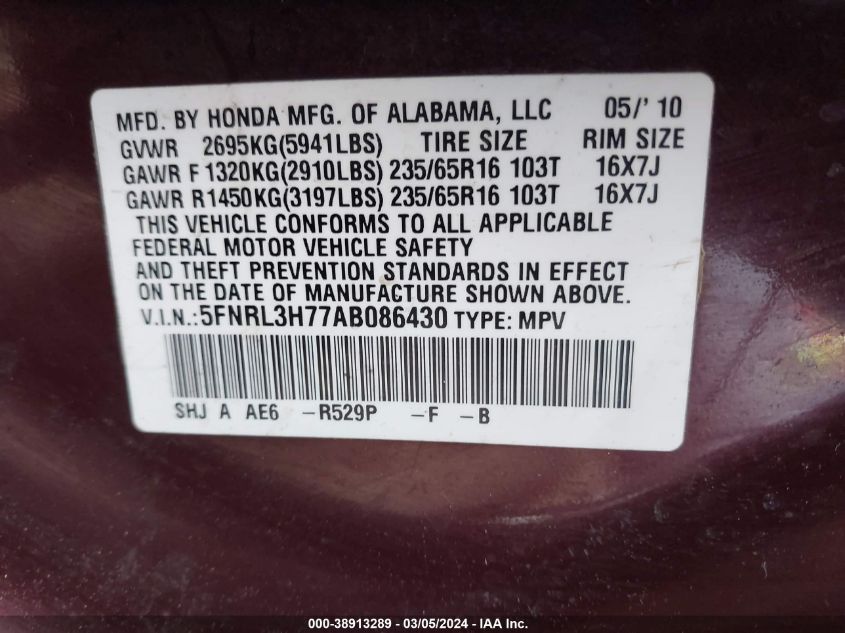 MFD. BY HONDA MFG. OF ALABAMA, LLC 05/' 10
GVWR 2695KG(5941LBS) TIRE SIZE RIM SIZE
GAWR F 1320KG(2910LBS) 235/65R16 103T 16X7J
GAWR R1450KG(3197LBS) 235/65R16 103T 16X7J
THIS VEHICLE CONFORMS TO ALL APPLICABLE
FEDERAL MOTOR VEHICLE SAFETY
AND THEFT PREVENTION STANDARDS IN EFFECT
ON THE DATE OF MANUFACTURE SHOWN ABOVE.
V.I.N.: 5FNRL3H77AB086430 TYPE: MPV
SHJ A AE6 -R529P -F -B
000-38913289 - 03/05/2024 - IAA Inc.